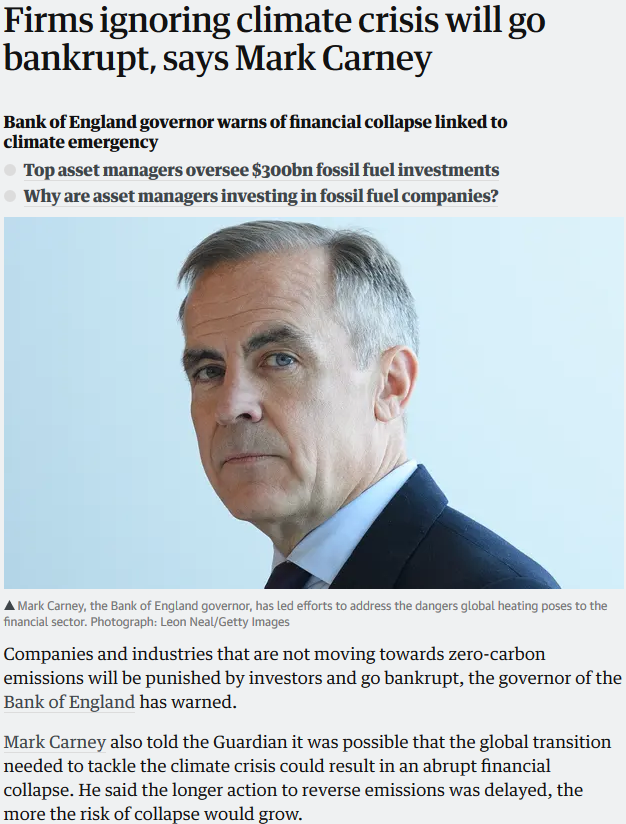 Firms ignoring climate crisis will go
bankrupt, says Mark Carney
Bank of England governor warns of financial collapse linked to
climate emergency
Top asset managers oversee $300bn fossil fuel investments
Why are asset managers investing in fossil fuel companies?
▲ Mark Carney, the Bank of England governor, has led efforts to address the dangers global heating poses to the
financial sector. Photograph: Leon Neal/Getty Images
Companies and industries that are not moving towards zero-carbon
emissions will be punished by investors and go bankrupt, the governor of the
Bank of England has warned.
Mark Carney also told the Guardian it was possible that the global transition
needed to tackle the climate crisis could result in an abrupt financial
collapse. He said the longer action to reverse emissions was delayed, the
more the risk of collapse would grow.